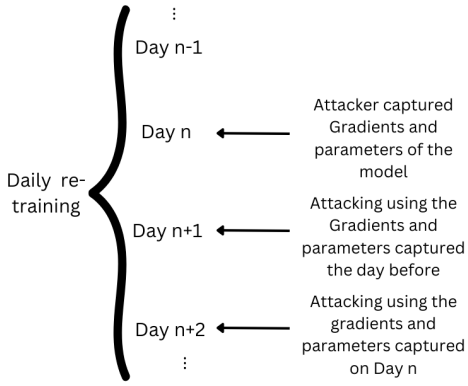 ⋮
Day n-1
Day n
Attacker captured
Gradients and
parameters of the
model
Daily re-
training
Day n+1
Attacking using the
Gradients and
parameters captured
the day before
Day n+2
Attacking using the
gradients and
parameters captured
on Day n
⋮